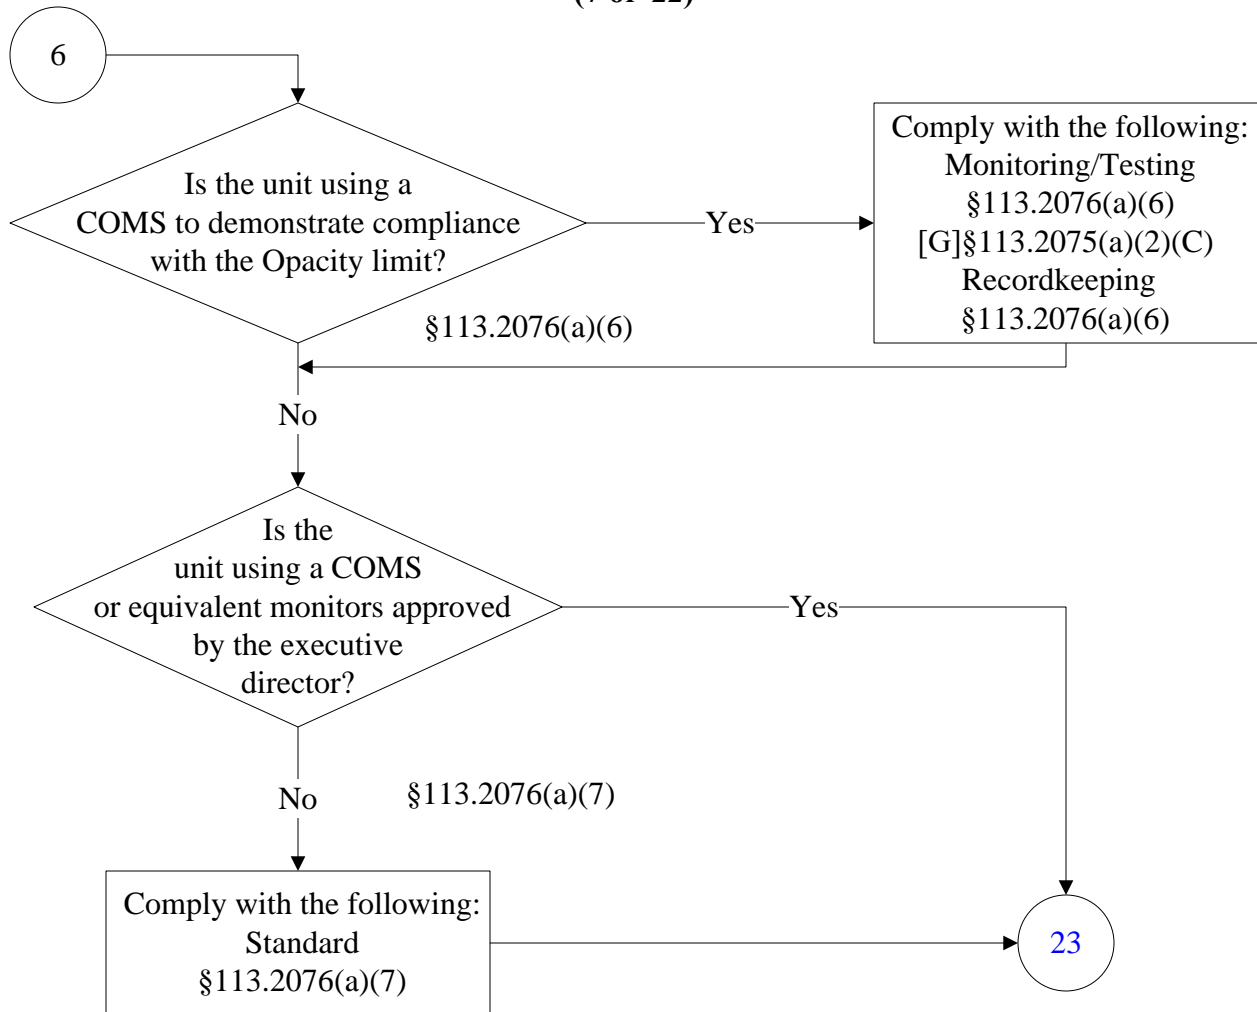 (7 of 22)
6
Is the unit using a
COMS to demonstrate compliance
with the Opacity limit?
Yes
Comply with the following:
Monitoring/Testing
§113.2076(a)(6)
[G]§113.2075(a)(2)(C)
Recordkeeping
§113.2076(a)(6)
§113.2076(a)(6)
No
Is the
unit using a COMS
or equivalent monitors approved
by the executive
director?
Yes
No
§113.2076(a)(7)
Comply with the following:
Standard
§113.2076(a)(7)
23